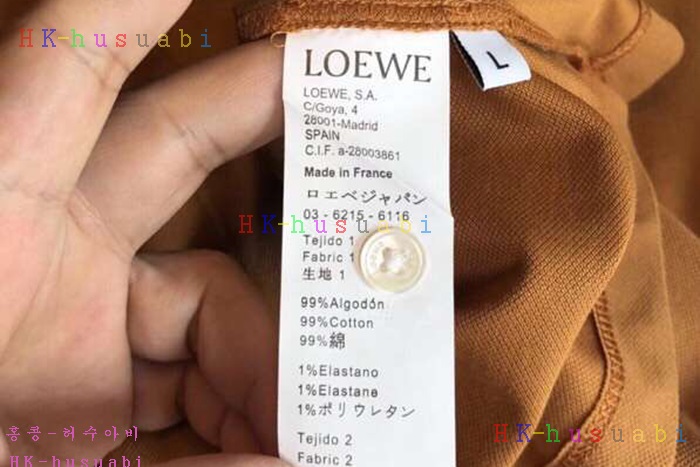 HK-husuabi
LOEWE
L
LOEWE, S.A.
C/Goya, 4
28001-Madrid
SPAIN
C.I.F. a-28003861
Made in France
ロエベジャパン
03 - 6215 - 6116
HK-husuabi
Tejido 1
Fabric 1
生地 1
99%Algodón
99%Cotton
99%綿
1%Elastano
1%Elastane
1%ポリウレタン
Tejido 2
Fabric 2
홍콩-허수아비
HK-husuabi
HK-husuabi